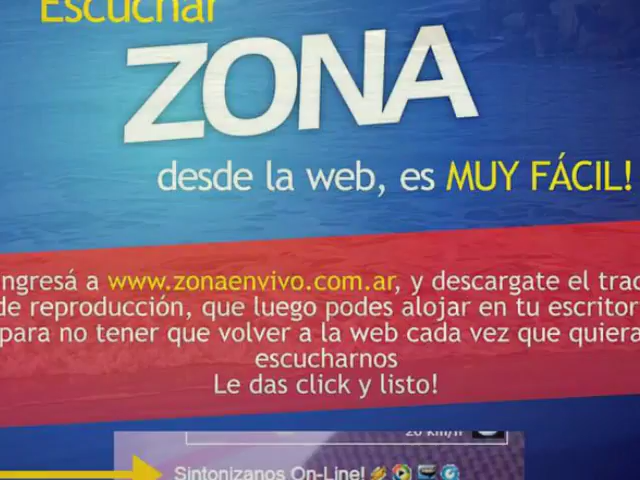 Escuchar
ZONA
desde la web, es MUY FÁCIL!
ngresá a www.zonaenvivo.com.ar, y descargate el trac
de reproducción, que luego podes alojar en tu escritor
para no tener que volver a la web cada vez que quiera
escucharnos
Le das click y listo!
20 km/h
Sintonizanos On-Line!